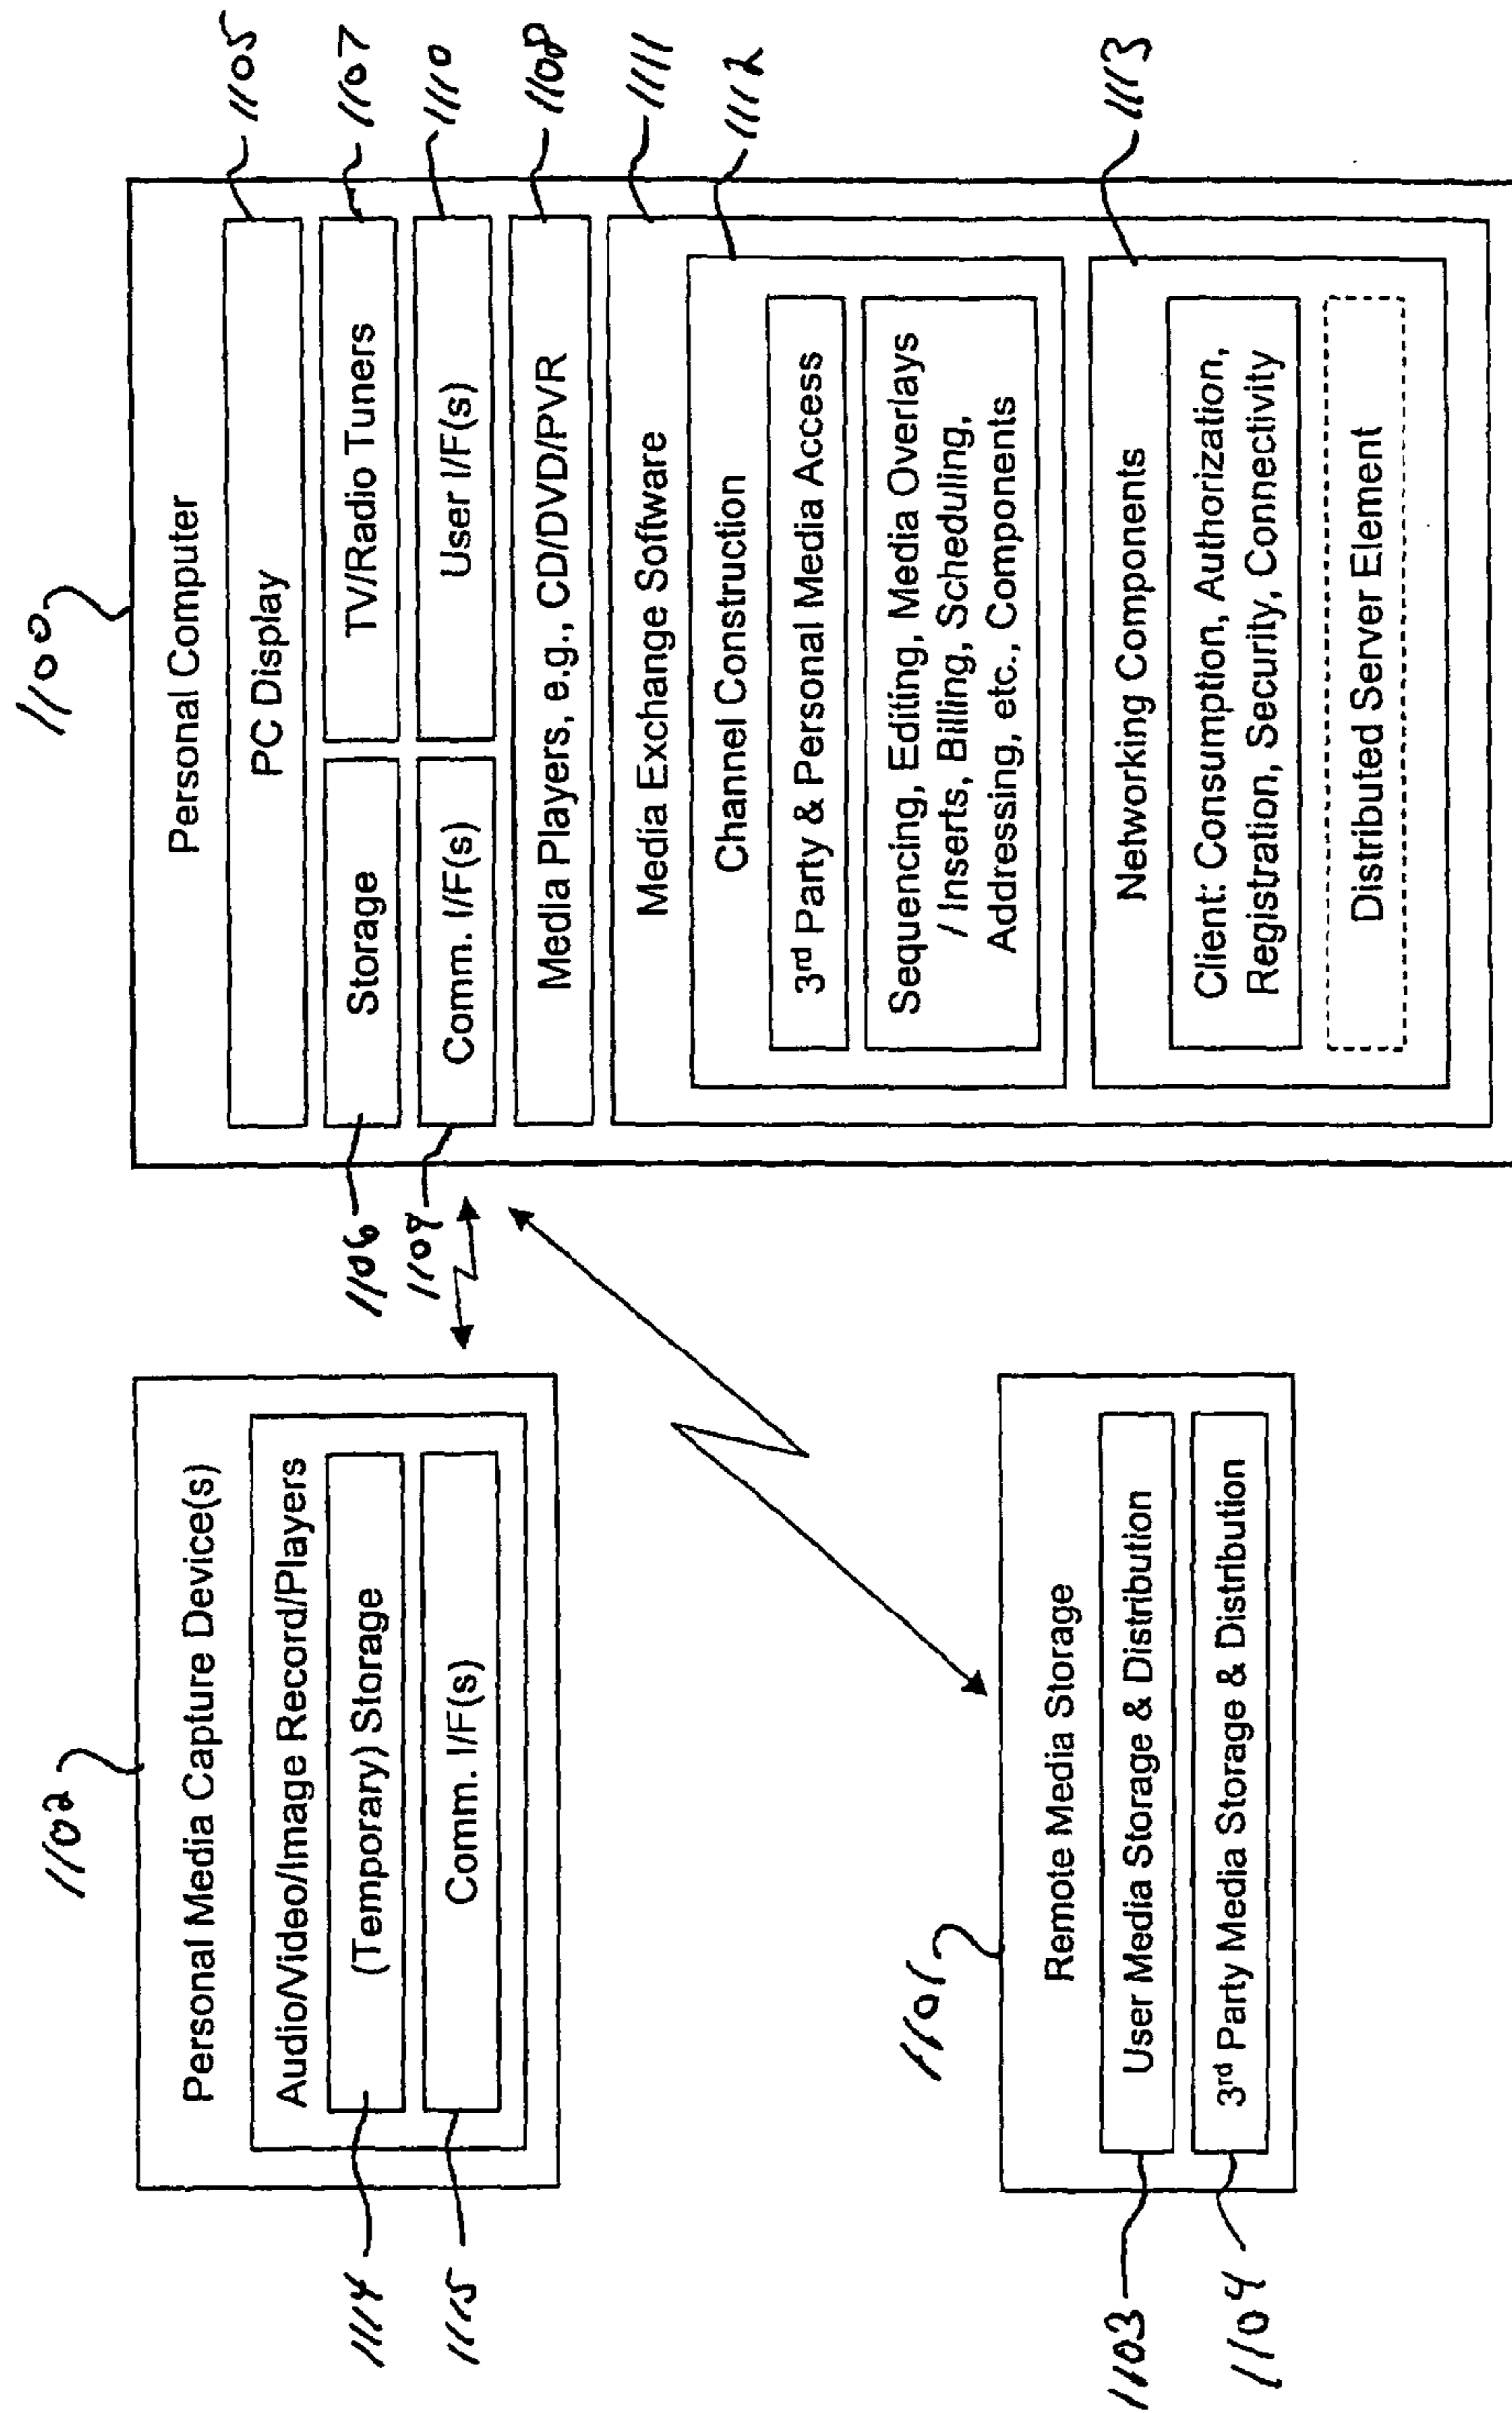 1102
Personal Media Capture Device(s)
Audio/Video/Image Record/Players
(Temporary) Storage
Comm. I/F(s)
1114
1115
1101
Remote Media Storage
User Media Storage & Distribution
3rd Party Media Storage & Distribution
1103
1104
1100
Personal Computer
PC Display
Storage
TV/Radio Tuners
Comm. I/F(s)
User I/F(s)
Media Players, e.g., CD/DVD/PVR
Media Exchange Software
Channel Construction
3rd Party & Personal Media Access
Sequencing, Editing, Media Overlays
/ Inserts, Billing, Scheduling,
Addressing, etc., Components
Networking Components
Client: Consumption, Authorization,
Registration, Security, Connectivity
Distributed Server Element
1106
1109
1105
1107
1110
1108
1111
1112
1113